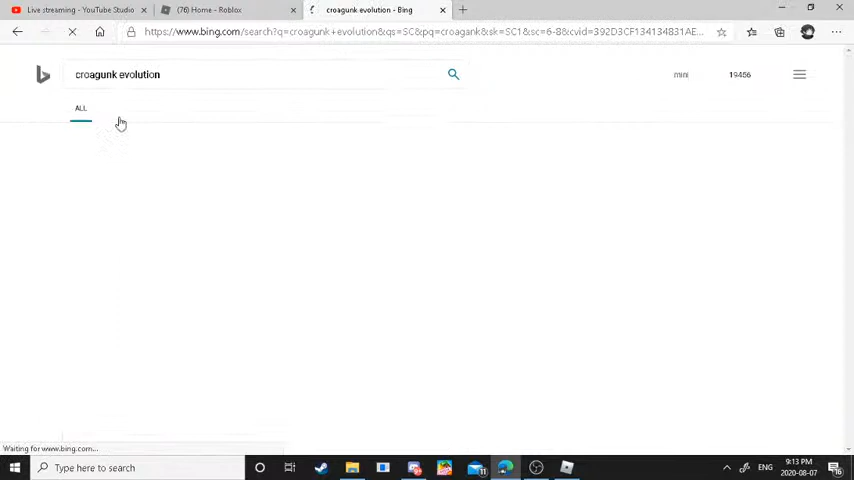 Live streaming - YouTube Studio
(76) Home - Roblox
croagunk evolution - Bing
https://www.bing.com/search?q=croagunk+evolution&qs=SC&pq=croagank&sk=SC1&sc=6-8&cvid=392D3CF134134831AE...
croagunk evolution
mini
19456
ALL
Waiting for www.bing.com...
Type here to search
ENG
9:13 PM
2020-08-07